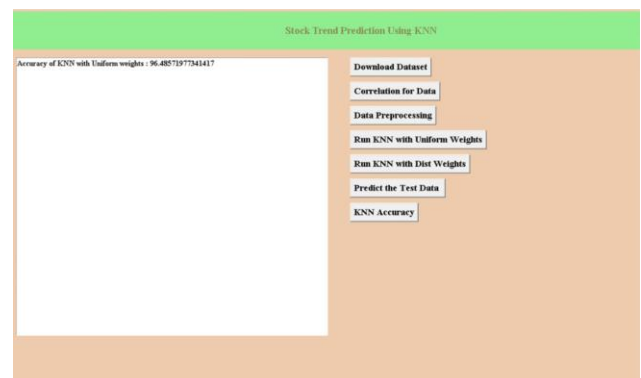 Stock Trend Prediction Using KNN
Accuracy of KNN with Uniform weights : 96.48571977341417
Download Dataset
Correlation for Data
Data Preprocessing
Run KNN with Uniform Weights
Run KNN with Dist Weights
Predict the Test Data
KNN Accuracy